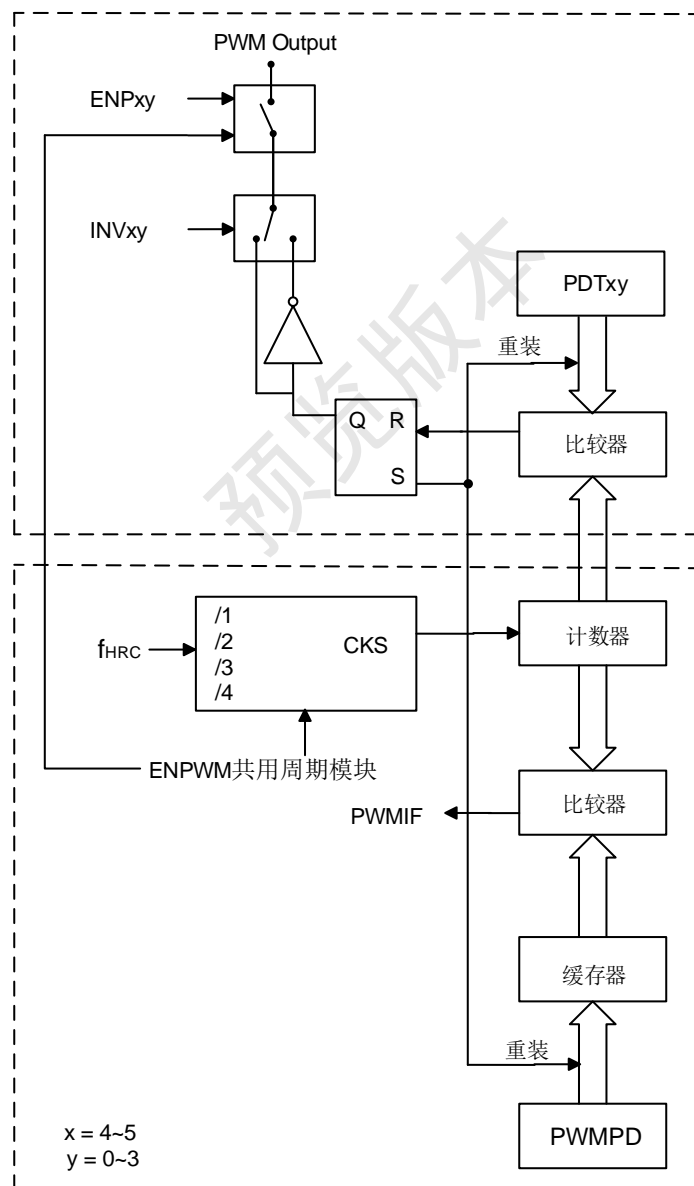 PWM Output
ENPxy
INVxy
PDTxy
重装
Q R
S
比较器
预览版本
/1
/2
/3
/4
CKS
fHRC
计数器
ENPWM共用周期模块
PWMIF
比较器
缓存器
重装
PWMPD
x = 4~5
y = 0~3